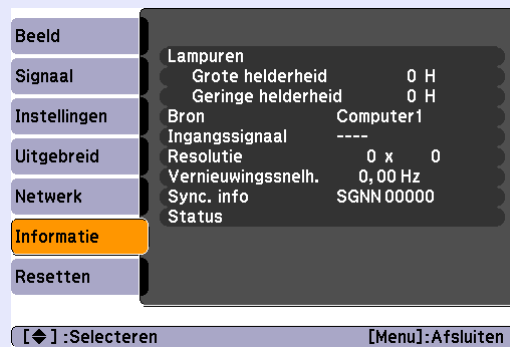 Beeld
Signaal
Instellingen
Uitgebreid
Netwerk
Informatie
Resetten
Lampuren
Grote helderheid 0 H
Geringe helderheid 0 H
Bron Computer1
Ingangssignaal ----
Resolutie 0 x 0
Vernieuwingssnelh. 0,00 Hz
Sync. info SGNN 00000
Status
[◆] :Selecteren [Menu]:Afsluiten